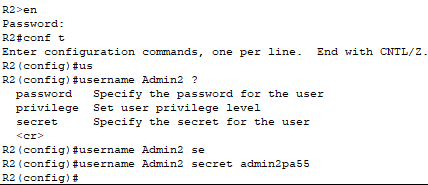 R2>en
Password:
R2#conf t
Enter configuration commands, one per line.  End with CNTL/Z.
R2(config)#us
R2(config)#username Admin2 ?
  password   Specify the password for the user
  privilege  Set user privilege level
  secret     Specify the secret for the user
  <cr>
R2(config)#username Admin2 se
R2(config)#username Admin2 secret admin2pa55
R2(config)#